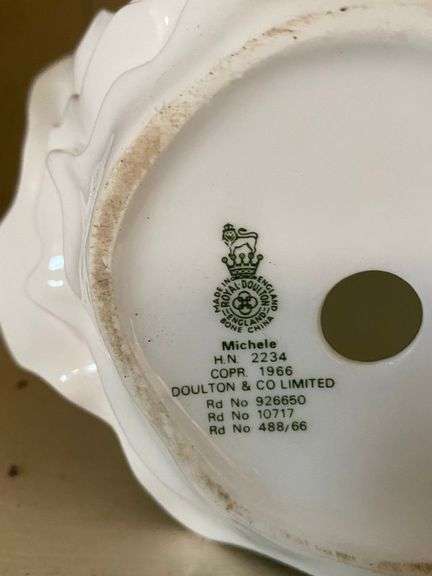 MADE IN ENGLAND
ROYAL DOULTON
ENGLAND
BONE CHINA
Michele
H.N. 2234
COPR. 1966
DOULTON & CO LIMITED
Rd No 926650
Rd No 10717
Rd No 488/66